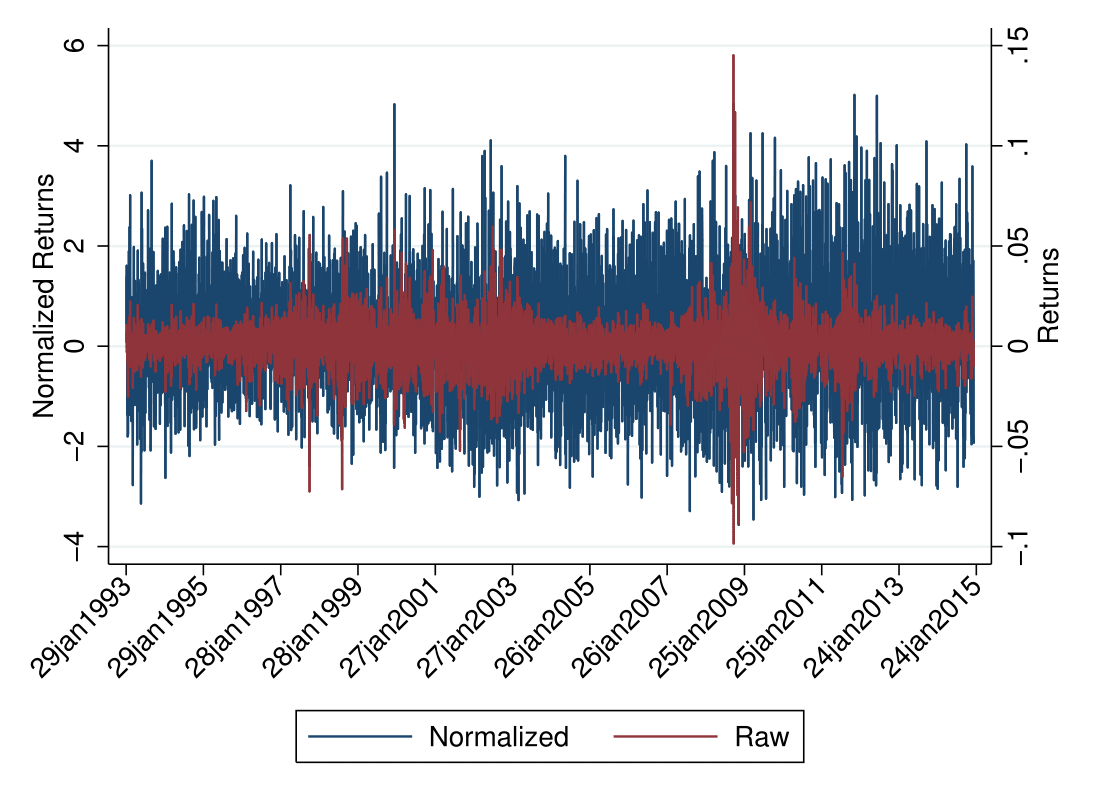 Normalized Returns
6
4
2
0
−2
−4
.15
.1
.05
0
−.05
−.1
Returns
29jan1993
29jan1995
28jan1997
28jan1999
27jan2001
27jan2003
26jan2005
26jan2007
25jan2009
25jan2011
24jan2013
24jan2015
Normalized Raw